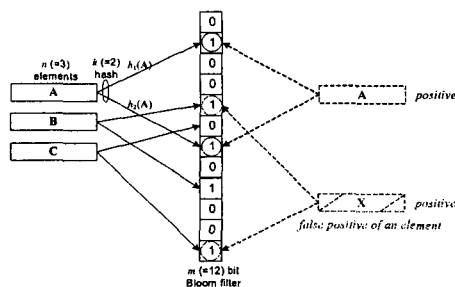 n (=3)
elements
k (=2)
hash
h₁(A)
h₂(A)
A
B
C
0
1
0
0
1
0
1
0
1
0
0
1
m (=12) bit
Bloom filter
A
positive
X
positive
false positive of an element